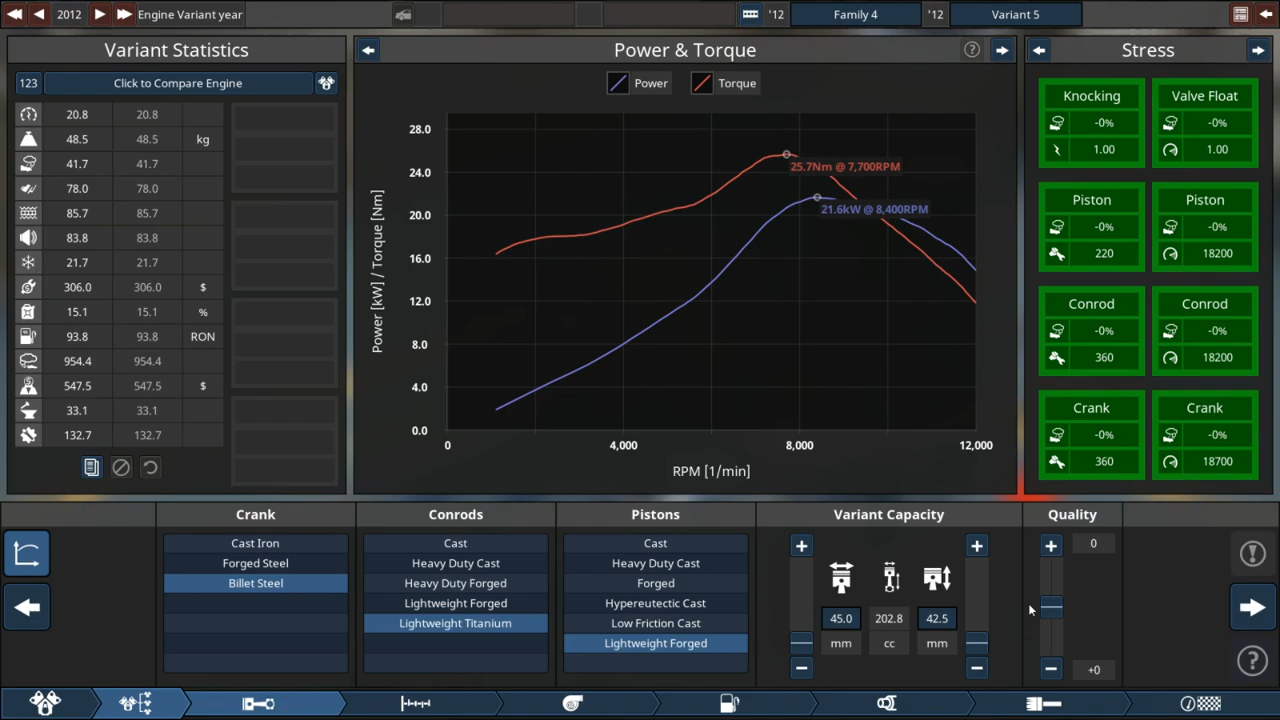 2012 Engine Variant year '12 Family 4 '12 Variant 5
Variant Statistics
123 Click to Compare Engine
20.8 20.8
48.5 48.5 kg
41.7 41.7
78.0 78.0
85.7 85.7
83.8 83.8
21.7 21.7
306.0 306.0 $
15.1 15.1 %
93.8 93.8 RON
954.4 954.4
547.5 547.5 $
33.1 33.1
132.7 132.7
Power & Torque ?
Power Torque
28.0
24.0
20.0
16.0
12.0
8.0
4.0
0.0
Power [kW] / Torque [Nm]
25.7Nm @ 7,700RPM
21.6kW @ 8,400RPM
0 4,000 8,000 12,000
RPM [1/min]
Stress
Knocking Valve Float
-0% -0%
1.00 1.00
Piston Piston
-0% -0%
220 18200
Conrod Conrod
-0% -0%
360 18200
Crank Crank
-0% -0%
360 18700
Crank
Cast Iron
Forged Steel
Billet Steel
Conrods
Cast
Heavy Duty Cast
Heavy Duty Forged
Lightweight Forged
Lightweight Titanium
Pistons
Cast
Heavy Duty Cast
Forged
Hypereutectic Cast
Low Friction Cast
Lightweight Forged
Variant Capacity
+ +
45.0 202.8 42.5
mm cc mm
− −
Quality
+ 0
− +0
!
?